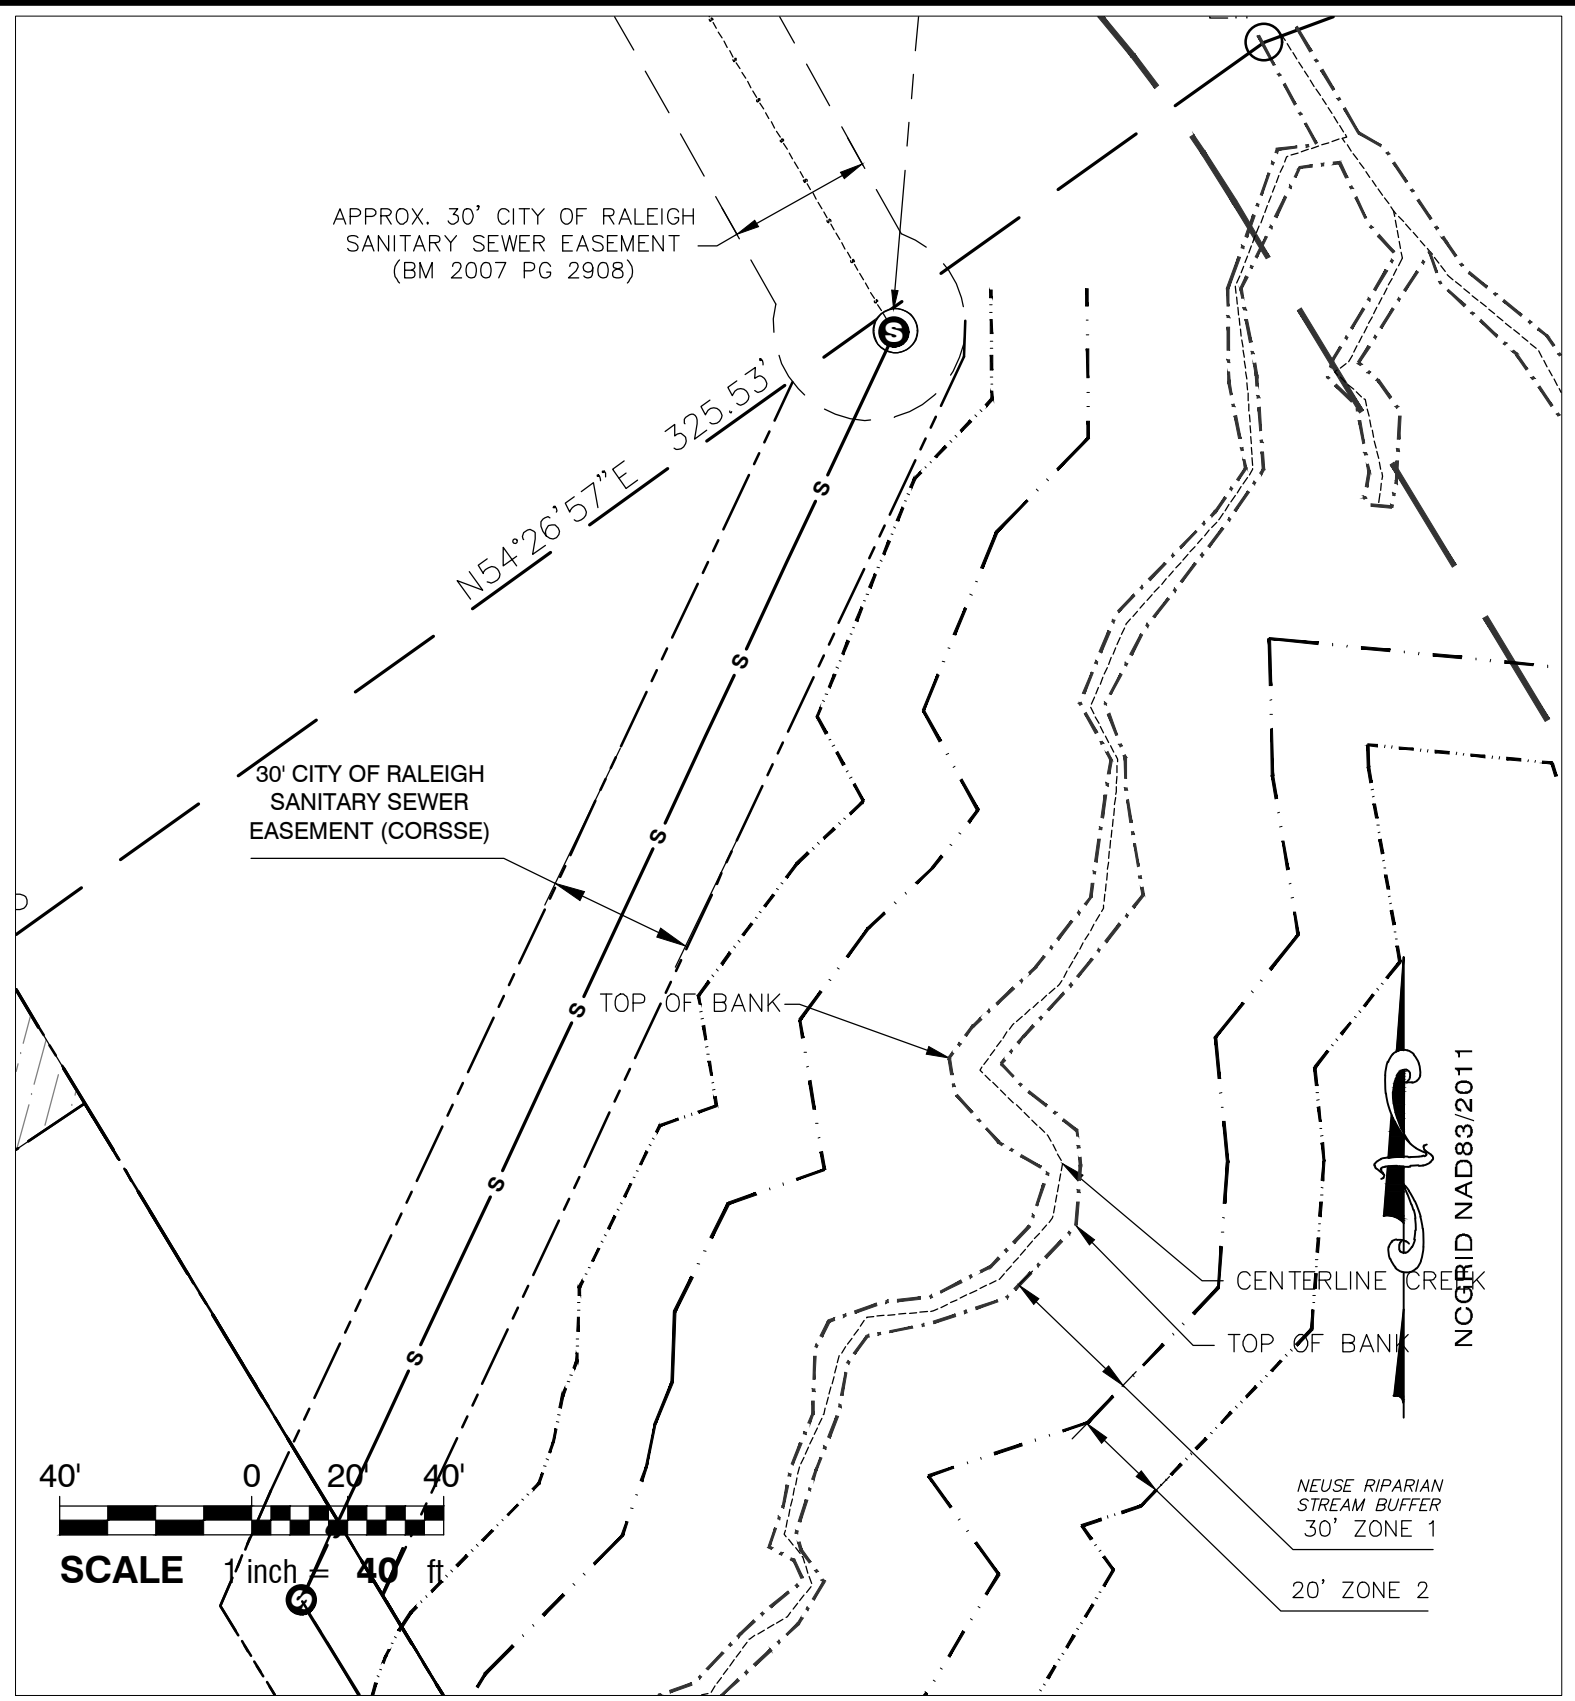 APPROX. 30' CITY OF RALEIGH
SANITARY SEWER EASEMENT
(BM 2007 PG 2908)
S
N54°26'57"E 325.53'
S
S
30' CITY OF RALEIGH
SANITARY SEWER
EASEMENT (CORSSE)
S
S
TOP OF BANK
S
S
CENTERLINE CREEK
TOP OF BANK
NCGRID NAD83/2011
40' 0 20' 40'
SCALE 1 inch = 40 ft
S
NEUSE RIPARIAN
STREAM BUFFER
30' ZONE 1
20' ZONE 2